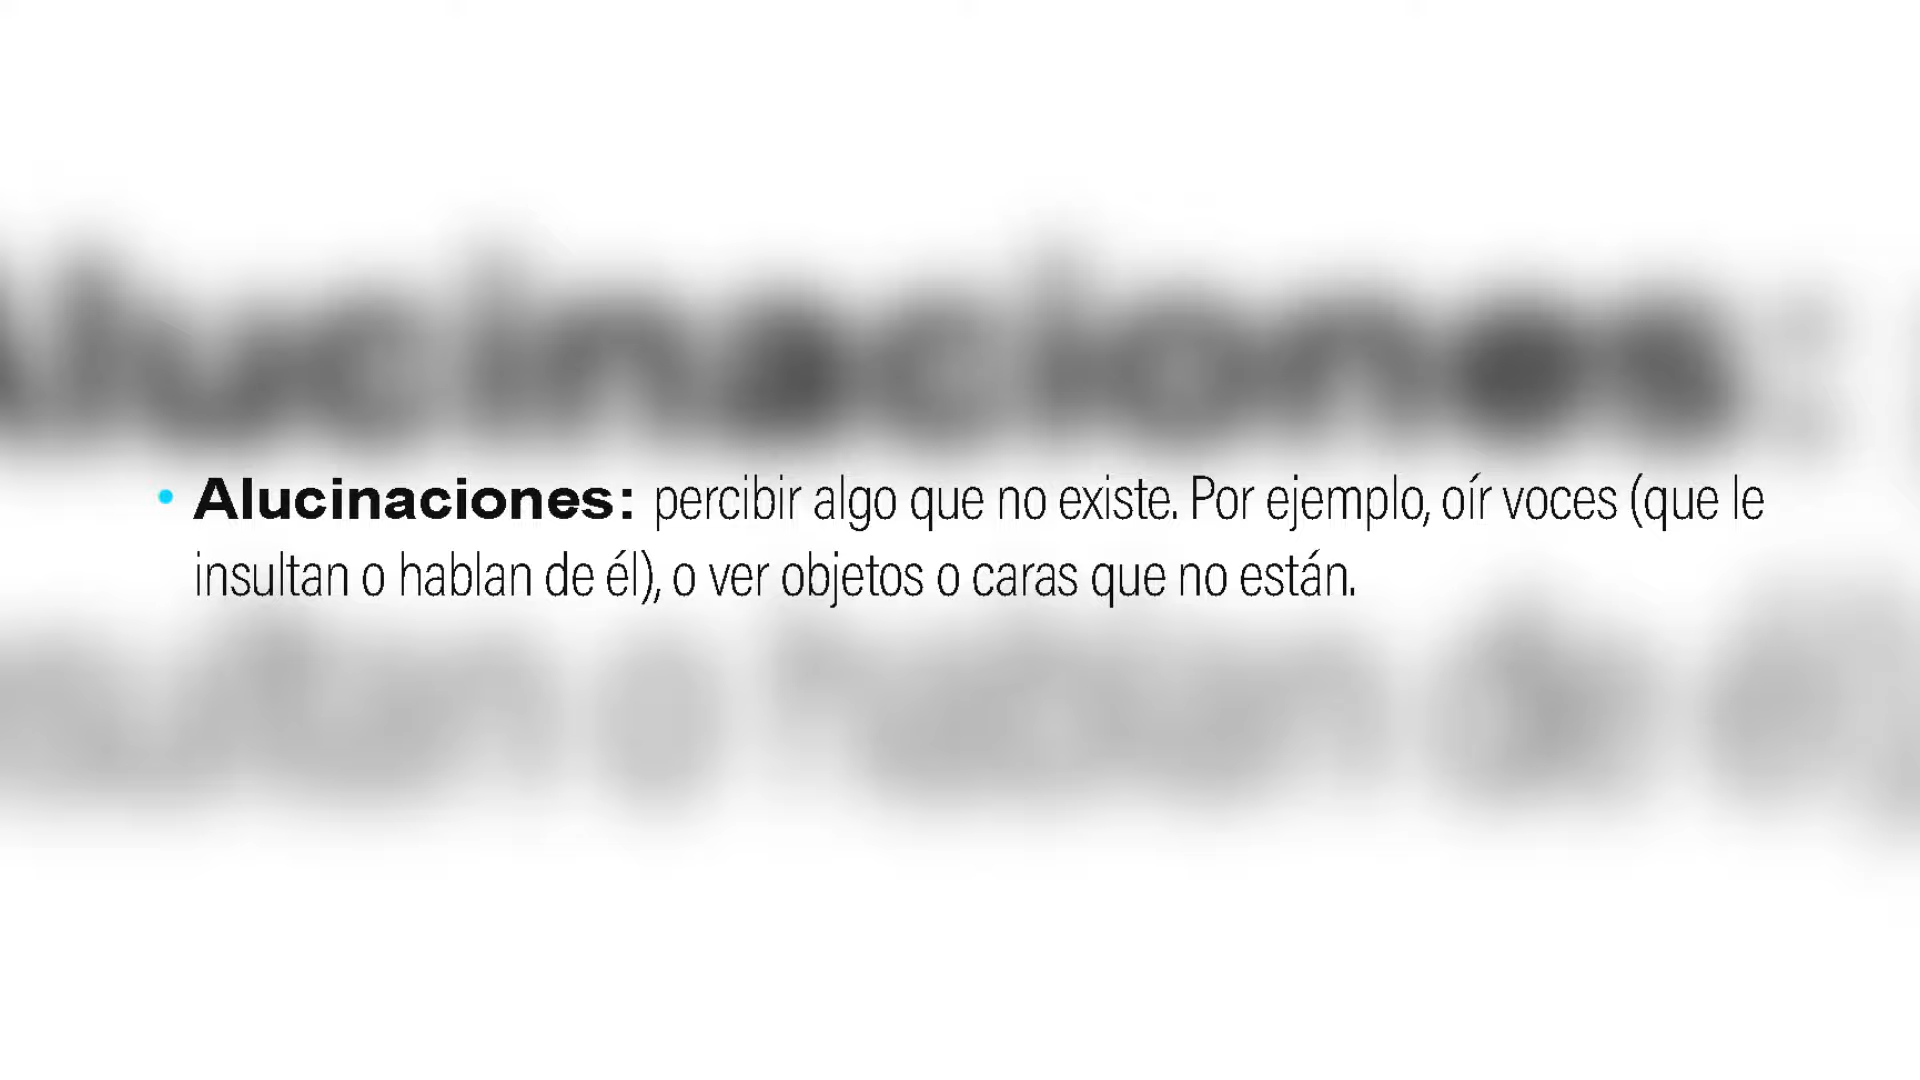 • Alucinaciones: percibir algo que no existe. Por ejemplo, oír voces (que le
insultan o hablan de él), o ver objetos o caras que no están.